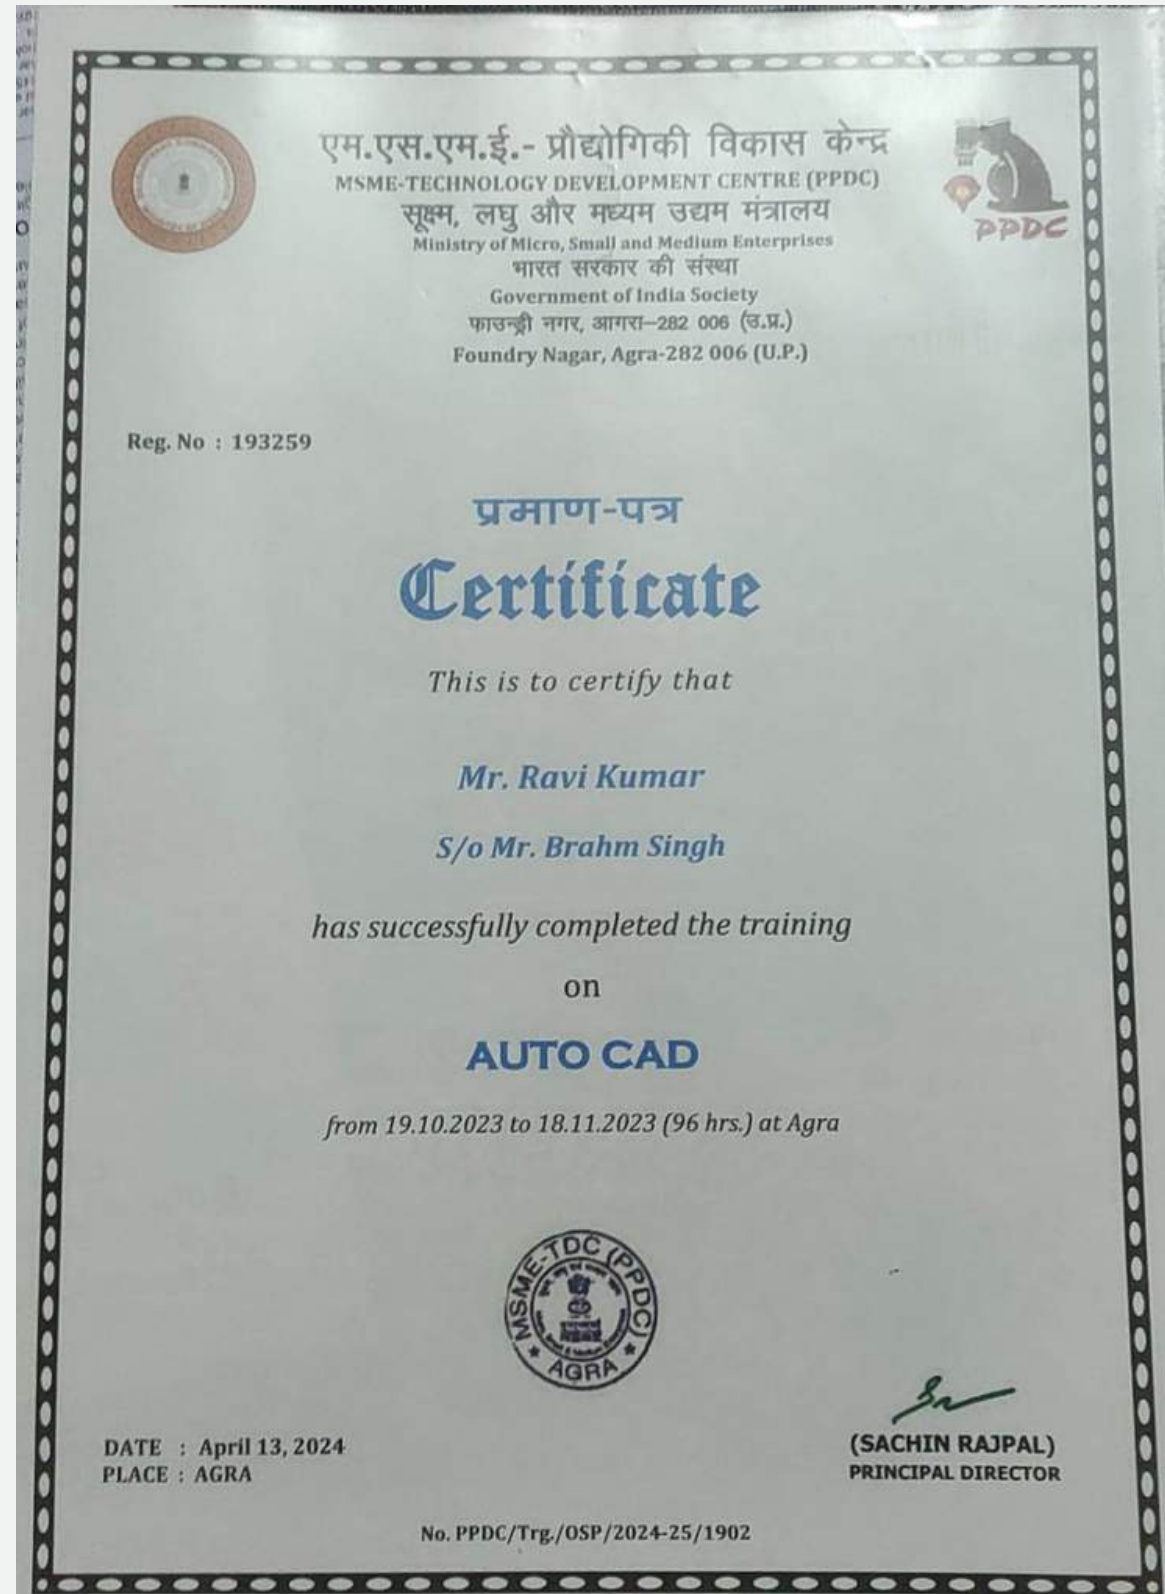 एम.एस.एम.ई.- प्रौद्योगिकी विकास केन्द्र
MSME-TECHNOLOGY DEVELOPMENT CENTRE (PPDC)
सूक्ष्म, लघु और मध्यम उद्यम मंत्रालय
Ministry of Micro, Small and Medium Enterprises
भारत सरकार की संस्था
Government of India Society
फाउन्ड्री नगर, आगरा–282 006 (उ.प्र.)
Foundry Nagar, Agra-282 006 (U.P.)
PPDC
Reg. No : 193259
प्रमाण-पत्र
Certificate
This is to certify that
Mr. Ravi Kumar
S/o Mr. Brahm Singh
has successfully completed the training
on
AUTO CAD
from 19.10.2023 to 18.11.2023 (96 hrs.) at Agra
MSME-TDC (PPDC)
* AGRA *
DATE : April 13, 2024
PLACE : AGRA
(SACHIN RAJPAL)
PRINCIPAL DIRECTOR
No. PPDC/Trg./OSP/2024-25/1902